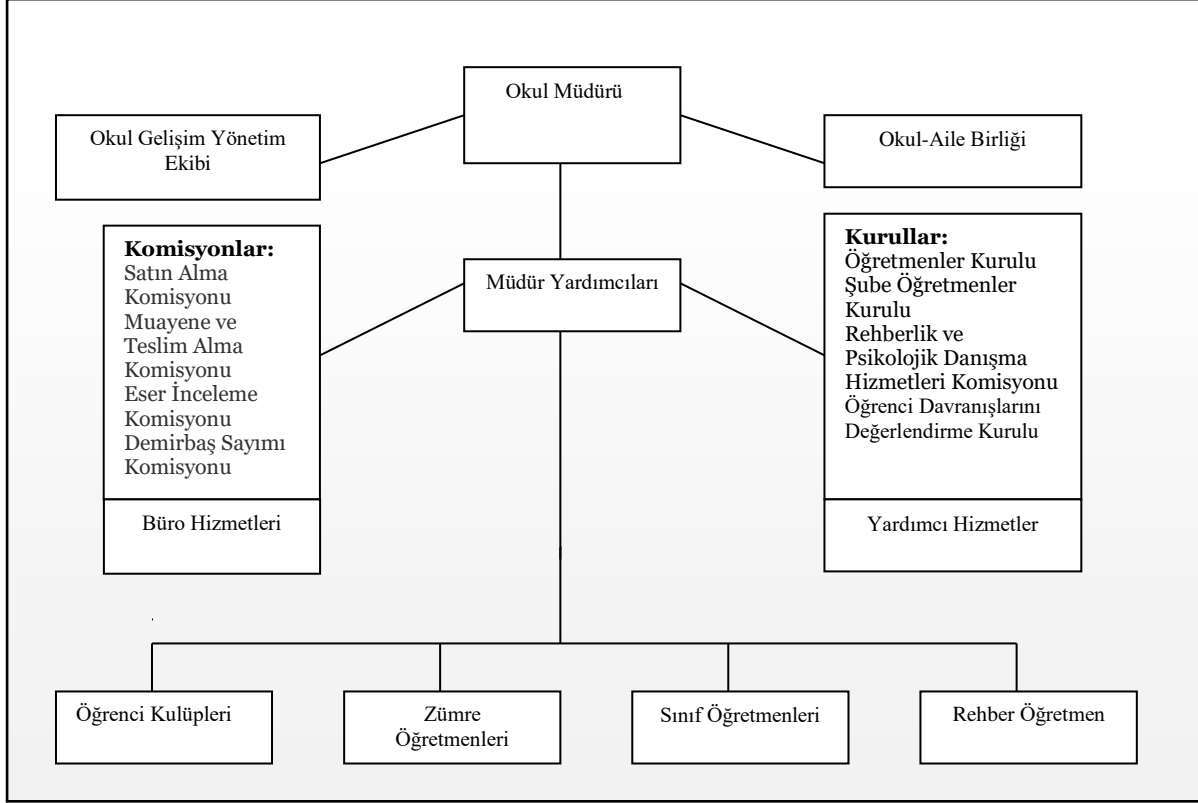 Okul Müdürü
Okul Gelişim Yönetim
Ekibi
Okul-Aile Birliği
Komisyonlar:
Satın Alma
Komisyonu
Muayene ve
Teslim Alma
Komisyonu
Eser İnceleme
Komisyonu
Demirbaş Sayımı
Komisyonu
Müdür Yardımcıları
Kurullar:
Öğretmenler Kurulu
Şube Öğretmenler
Kurulu
Rehberlik ve
Psikolojik Danışma
Hizmetleri Komisyonu
Öğrenci Davranışlarını
Değerlendirme Kurulu
Büro Hizmetleri
Yardımcı Hizmetler
Öğrenci Kulüpleri
Zümre
Öğretmenleri
Sınıf Öğretmenleri
Rehber Öğretmen